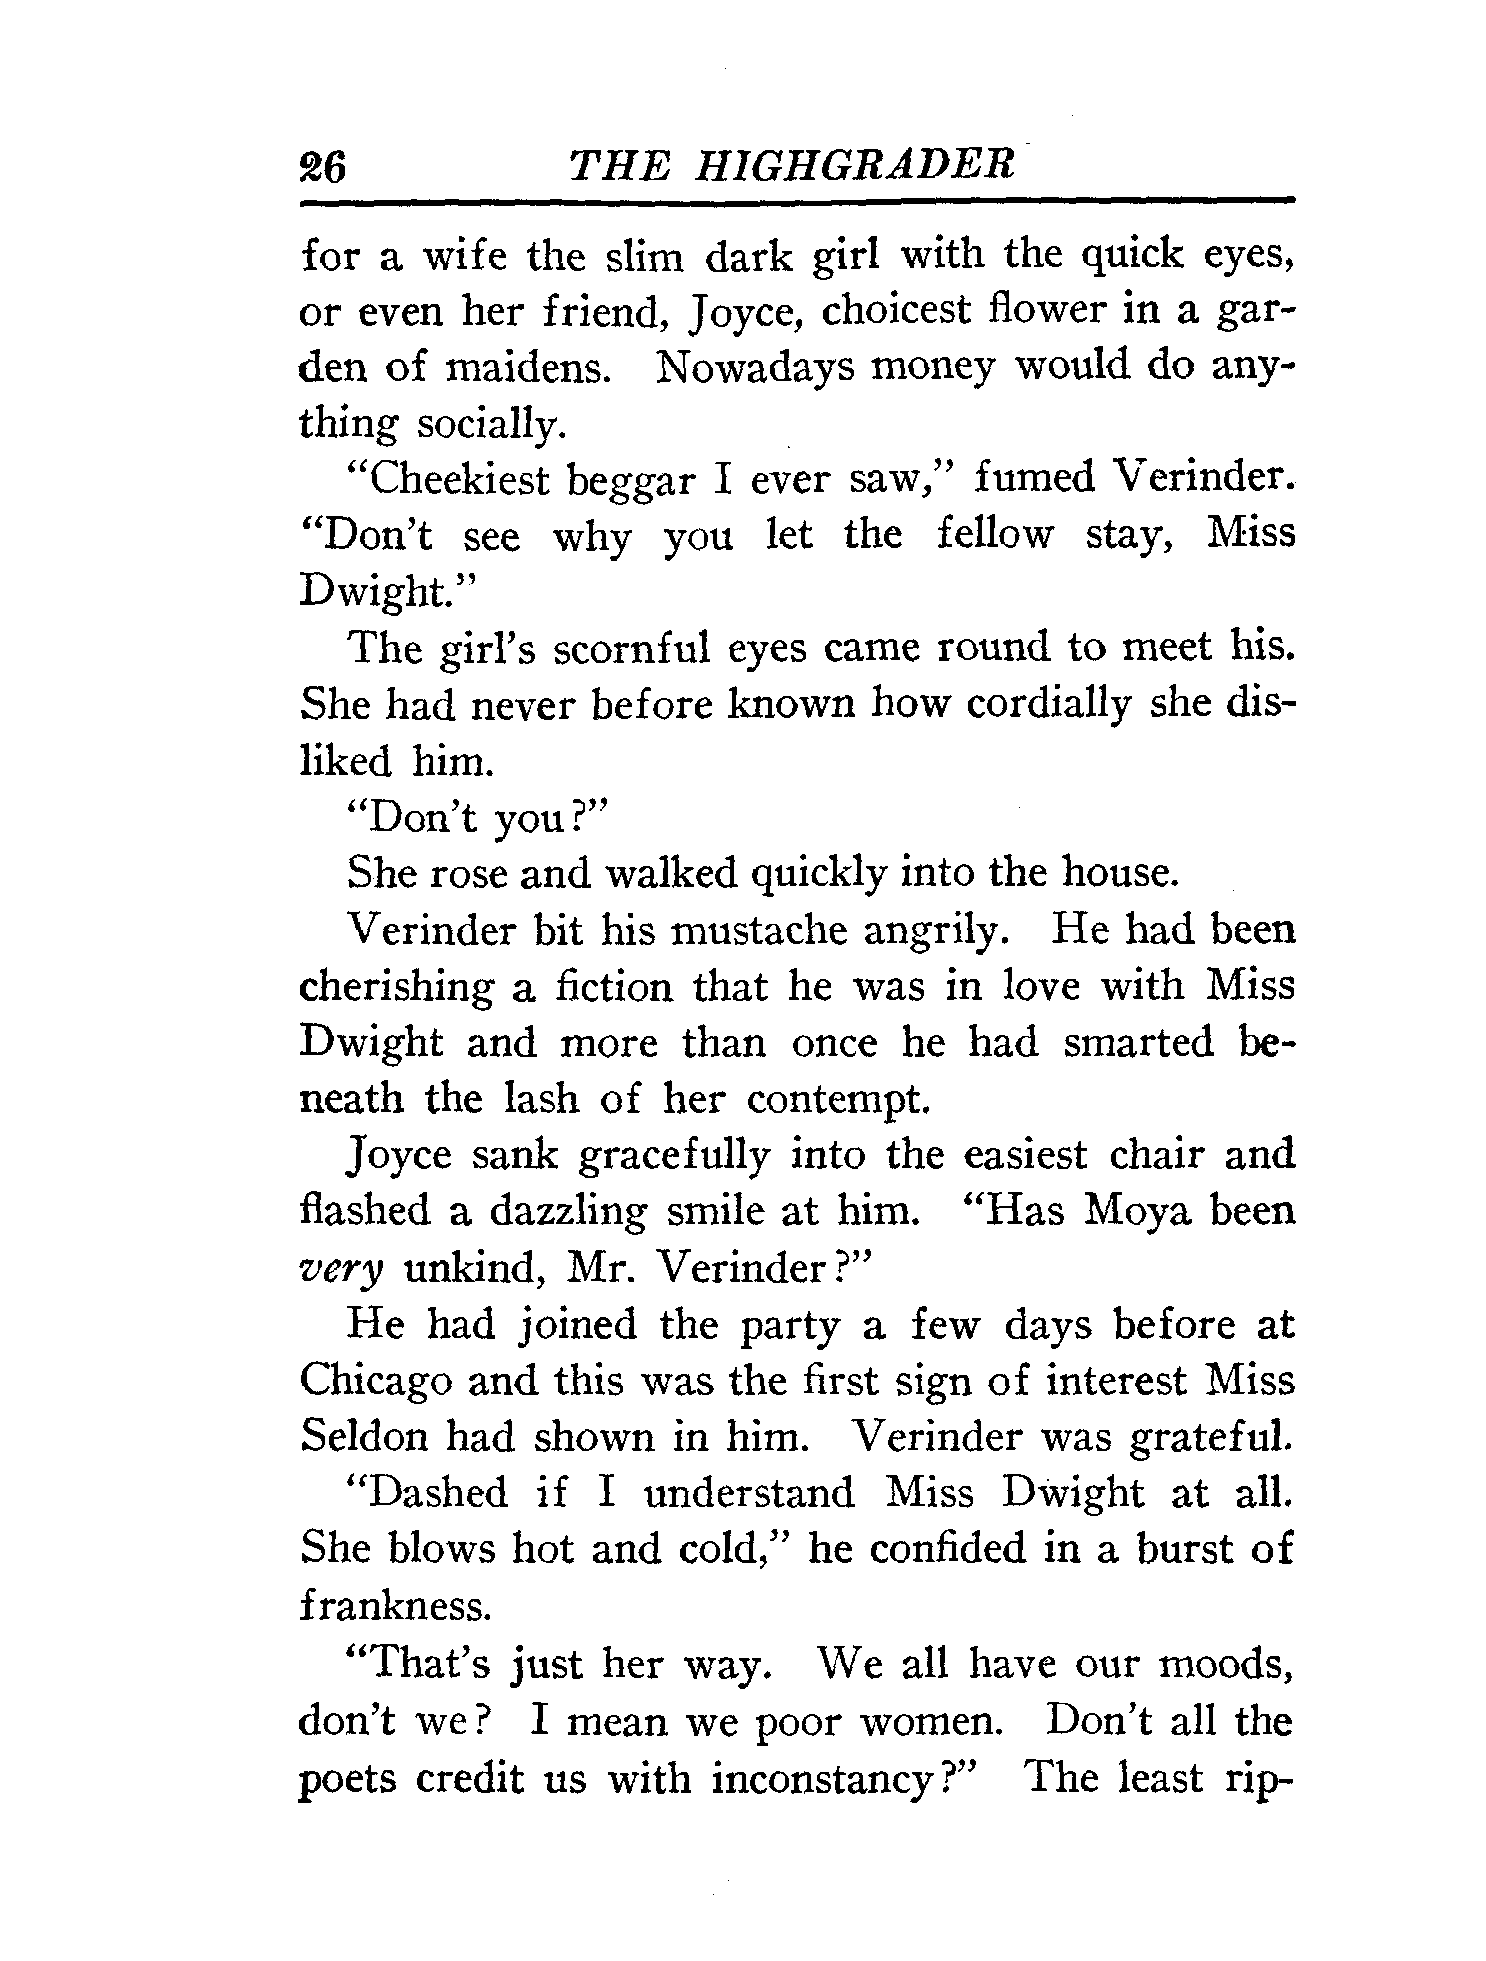 26 THE HIGHGRADER
for a wife the slim dark girl with the quick eyes,
or even her friend, Joyce, choicest flower in a gar-
den of maidens. Nowadays money would do any-
thing socially.
“Cheekiest beggar I ever saw,” fumed Verinder.
“Don’t see why you let the fellow stay, Miss
Dwight.”
The girl’s scornful eyes came round to meet his.
She had never before known how cordially she dis-
liked him.
“Don’t you?”
She rose and walked quickly into the house.
Verinder bit his mustache angrily. He had been
cherishing a fiction that he was in love with Miss
Dwight and more than once he had smarted be-
neath the lash of her contempt.
Joyce sank gracefully into the easiest chair and
flashed a dazzling smile at him. “Has Moya been
very unkind, Mr. Verinder?”
He had joined the party a few days before at
Chicago and this was the first sign of interest Miss
Seldon had shown in him. Verinder was grateful.
“Dashed if I understand Miss Dwight at all.
She blows hot and cold,” he confided in a burst of
frankness.
“That’s just her way. We all have our moods,
don’t we? I mean we poor women. Don’t all the
poets credit us with inconstancy?” The least rip-